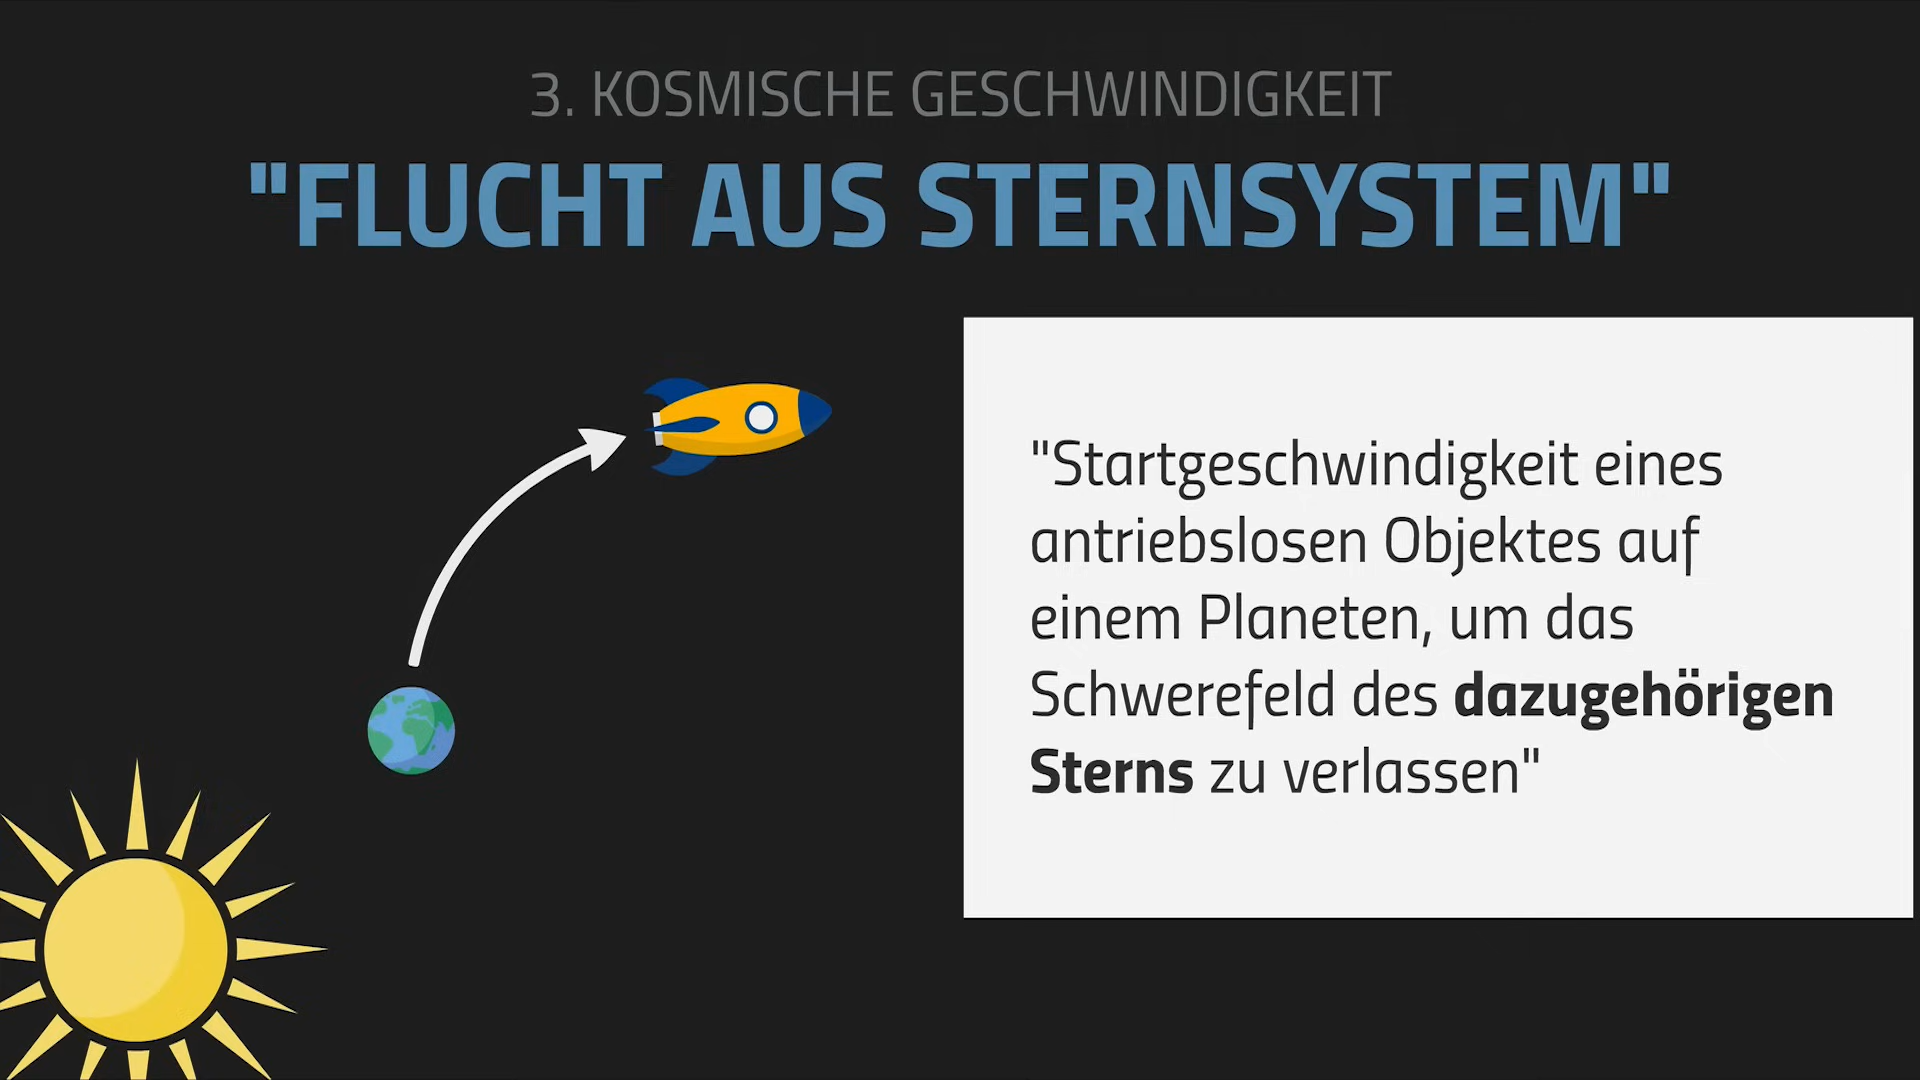 3. KOSMISCHE GESCHWINDIGKEIT
"FLUCHT AUS STERNSYSTEM"
"Startgeschwindigkeit eines
antriebslosen Objektes auf
einem Planeten, um das
Schwerefeld des dazugehörigen
Sterns zu verlassen"